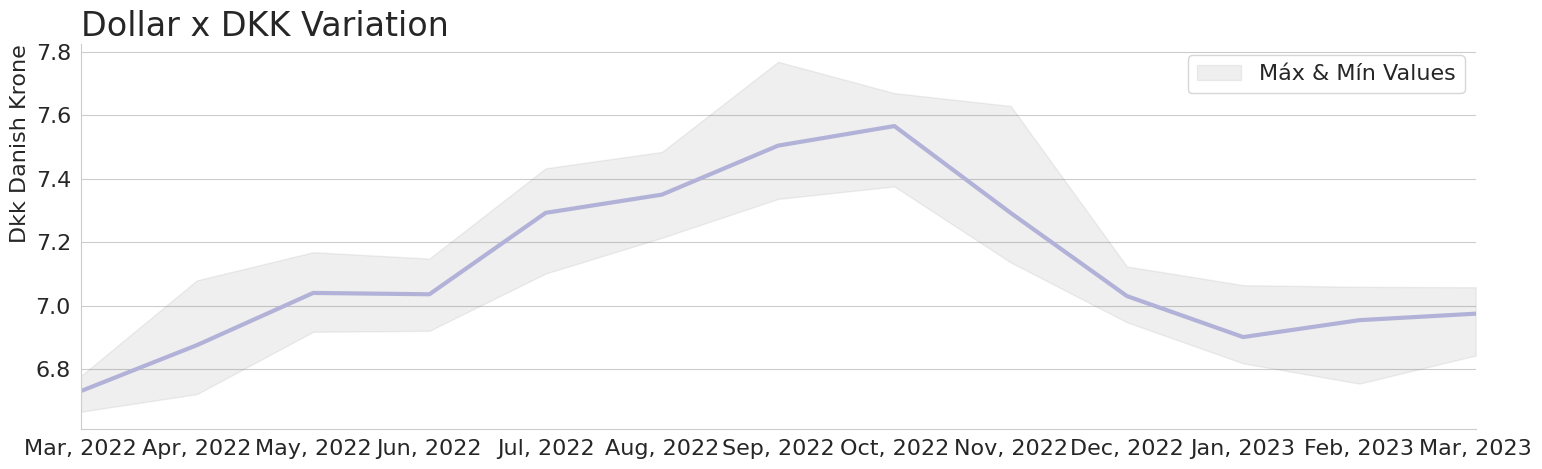 Dollar x DKK Variation
Dkk Danish Krone
7.8
7.6
7.4
7.2
7.0
6.8
Máx & Mín Values
Mar, 2022 Apr, 2022 May, 2022 Jun, 2022 Jul, 2022 Aug, 2022 Sep, 2022 Oct, 2022 Nov, 2022 Dec, 2022 Jan, 2023 Feb, 2023 Mar, 2023